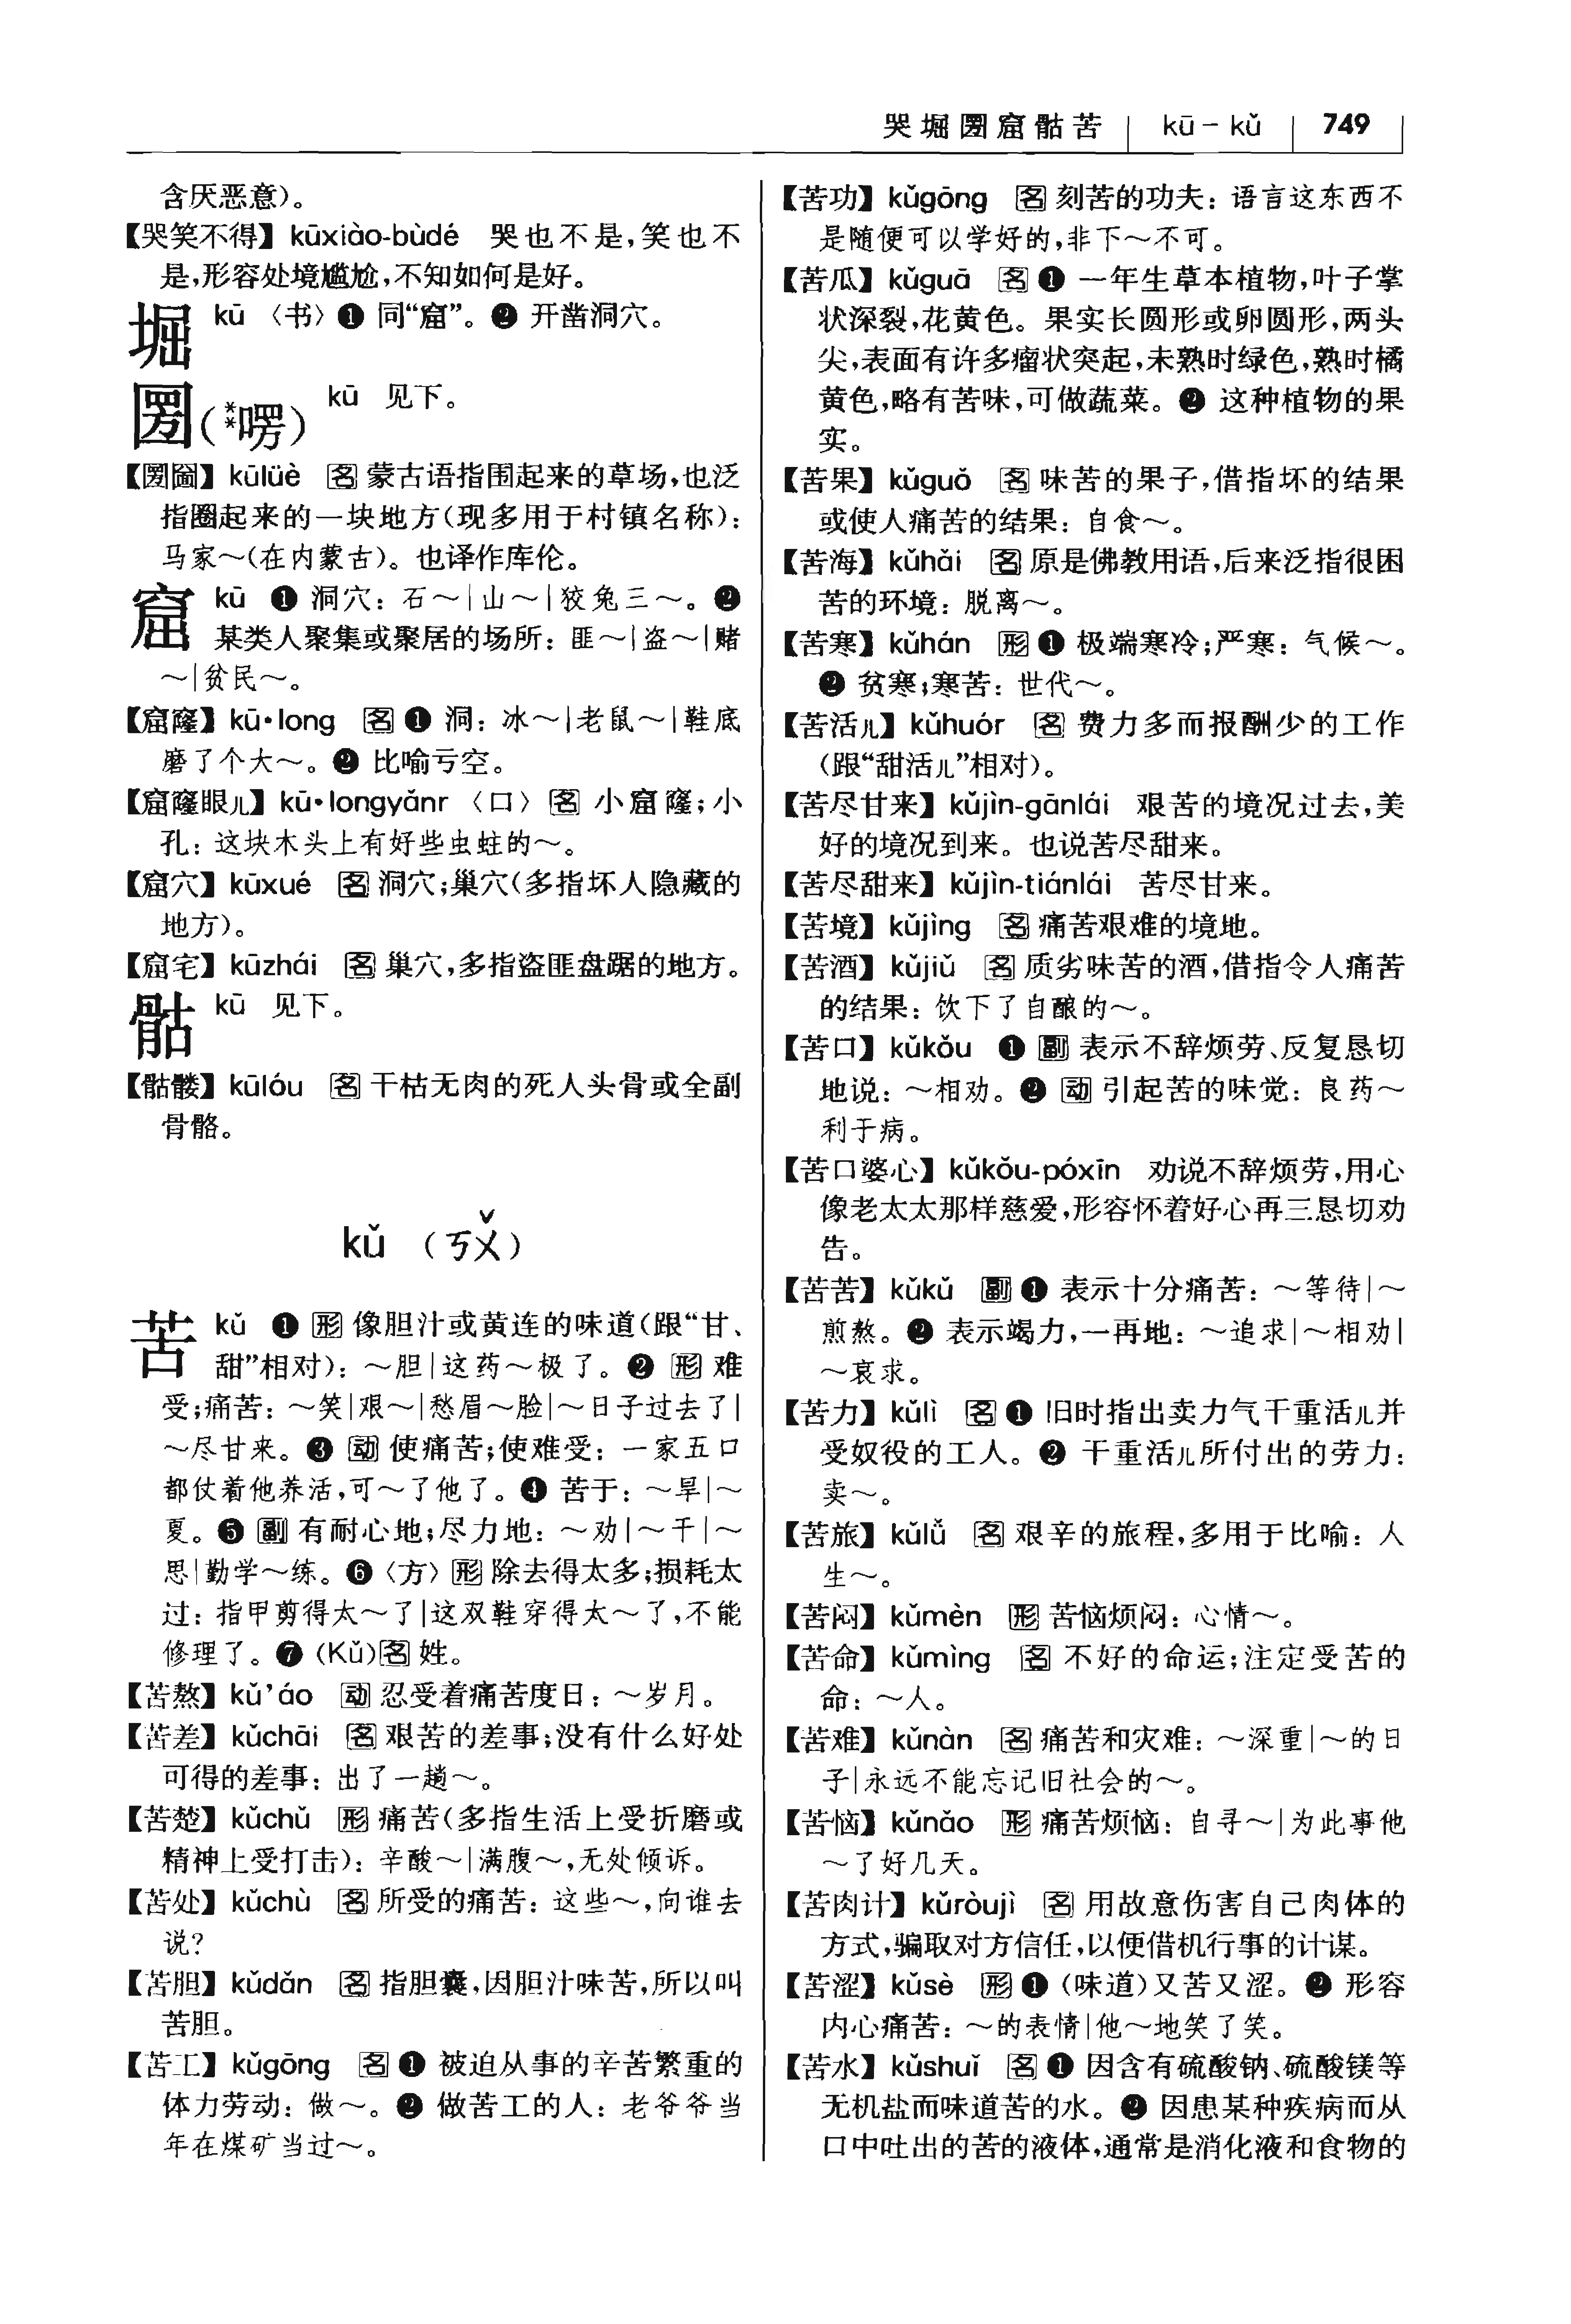 哭堀圐窟骷苦 kū－kǔ 749
含厌恶意)。
【哭笑不得】kūxiào-bùdé 哭也不是,笑也不
是,形容处境尴尬,不知如何是好。
堀 kū 〈书〉❶ 同“窟”。❷ 开凿洞穴。
圐(**㖸) kū 见下。
【圐圙】kūlüè 名 蒙古语指围起来的草场,也泛
指圈起来的一块地方(现多用于村镇名称):
马家～(在内蒙古)。也译作库伦。
窟 kū ❶ 洞穴:石～|山～|狡兔三～。❷
某类人聚集或聚居的场所:匪～|盗～|赌
～|贫民～。
【窟窿】kū•long 名 ❶ 洞:冰～|老鼠～|鞋底
磨了个大～。❷ 比喻亏空。
【窟窿眼儿】kū•longyǎnr 〈口〉名 小窟窿;小
孔:这块木头上有好些虫蛀的～。
【窟穴】kūxué 名 洞穴;巢穴(多指坏人隐藏的
地方)。
【窟宅】kūzhái 名 巢穴,多指盗匪盘踞的地方。
骷 kū 见下。
【骷髅】kūlóu 名 干枯无肉的死人头骨或全副
骨骼。
kǔ (ㄎㄨˇ)
苦 kǔ ❶ 形 像胆汁或黄连的味道(跟“甘、
甜”相对):～胆|这药～极了。❷ 形 难
受;痛苦:～笑|艰～|愁眉～脸|～日子过去了|
～尽甘来。❸ 动 使痛苦;使难受:一家五口
都仗着他养活,可～了他了。❹ 苦于:～旱|～
夏。❺ 副 有耐心地;尽力地:～劝|～干|～
思|勤学～练。❻〈方〉形 除去得太多;损耗太
过:指甲剪得太～了|这双鞋穿得太～了,不能
修理了。❼ (Kǔ)名 姓。
【苦熬】kǔ’áo 动 忍受着痛苦度日:～岁月。
【苦差】kǔchāi 名 艰苦的差事;没有什么好处
可得的差事:出了一趟～。
【苦楚】kǔchǔ 形 痛苦(多指生活上受折磨或
精神上受打击):辛酸～|满腹～,无处倾诉。
【苦处】kǔchù 名 所受的痛苦:这些～,向谁去
说?
【苦胆】kǔdǎn 名 指胆囊,因胆汁味苦,所以叫
苦胆。
【苦工】kǔgōng 名 ❶ 被迫从事的辛苦繁重的
体力劳动:做～。❷ 做苦工的人:老爷爷当
年在煤矿当过～。
【苦功】kǔgōng 名 刻苦的功夫:语言这东西不
是随便可以学好的,非下～不可。
【苦瓜】kǔguā 名 ❶ 一年生草本植物,叶子掌
状深裂,花黄色。果实长圆形或卵圆形,两头
尖,表面有许多瘤状突起,未熟时绿色,熟时橘
黄色,略有苦味,可做蔬菜。❷ 这种植物的果
实。
【苦果】kǔguǒ 名 味苦的果子,借指坏的结果
或使人痛苦的结果:自食～。
【苦海】kǔhǎi 名 原是佛教用语,后来泛指很困
苦的环境:脱离～。
【苦寒】kǔhán 形 ❶ 极端寒冷;严寒:气候～。
❷ 贫寒;寒苦:世代～。
【苦活儿】kǔhuór 名 费力多而报酬少的工作
(跟“甜活儿”相对)。
【苦尽甘来】kǔjìn-gānlái 艰苦的境况过去,美
好的境况到来。也说苦尽甜来。
【苦尽甜来】kǔjìn-tiánlái 苦尽甘来。
【苦境】kǔjìng 名 痛苦艰难的境地。
【苦酒】kǔjiǔ 名 质劣味苦的酒,借指令人痛苦
的结果:饮下了自酿的～。
【苦口】kǔkǒu ❶ 副 表示不辞烦劳、反复恳切
地说:～相劝。❷ 动 引起苦的味觉:良药～
利于病。
【苦口婆心】kǔkǒu-póxīn 劝说不辞烦劳,用心
像老太太那样慈爱,形容怀着好心再三恳切劝
告。
【苦苦】kǔkǔ 副 ❶ 表示十分痛苦:～等待|～
煎熬。❷ 表示竭力,一再地:～追求|～相劝|
～哀求。
【苦力】kǔlì 名 ❶ 旧时指出卖力气干重活儿并
受奴役的工人。❷ 干重活儿所付出的劳力:
卖～。
【苦旅】kǔlǚ 名 艰辛的旅程,多用于比喻:人
生～。
【苦闷】kǔmèn 形 苦恼烦闷:心情～。
【苦命】kǔmìng 名 不好的命运;注定受苦的
命:～人。
【苦难】kǔnàn 名 痛苦和灾难:～深重|～的日
子|永远不能忘记旧社会的～。
【苦恼】kǔnǎo 形 痛苦烦恼:自寻～|为此事他
～了好几天。
【苦肉计】kǔròujì 名 用故意伤害自己肉体的
方式,骗取对方信任,以便借机行事的计谋。
【苦涩】kǔsè 形 ❶ (味道)又苦又涩。❷ 形容
内心痛苦:～的表情|他～地笑了笑。
【苦水】kǔshuǐ 名 ❶ 因含有硫酸钠、硫酸镁等
无机盐而味道苦的水。❷ 因患某种疾病而从
口中吐出的苦的液体,通常是消化液和食物的